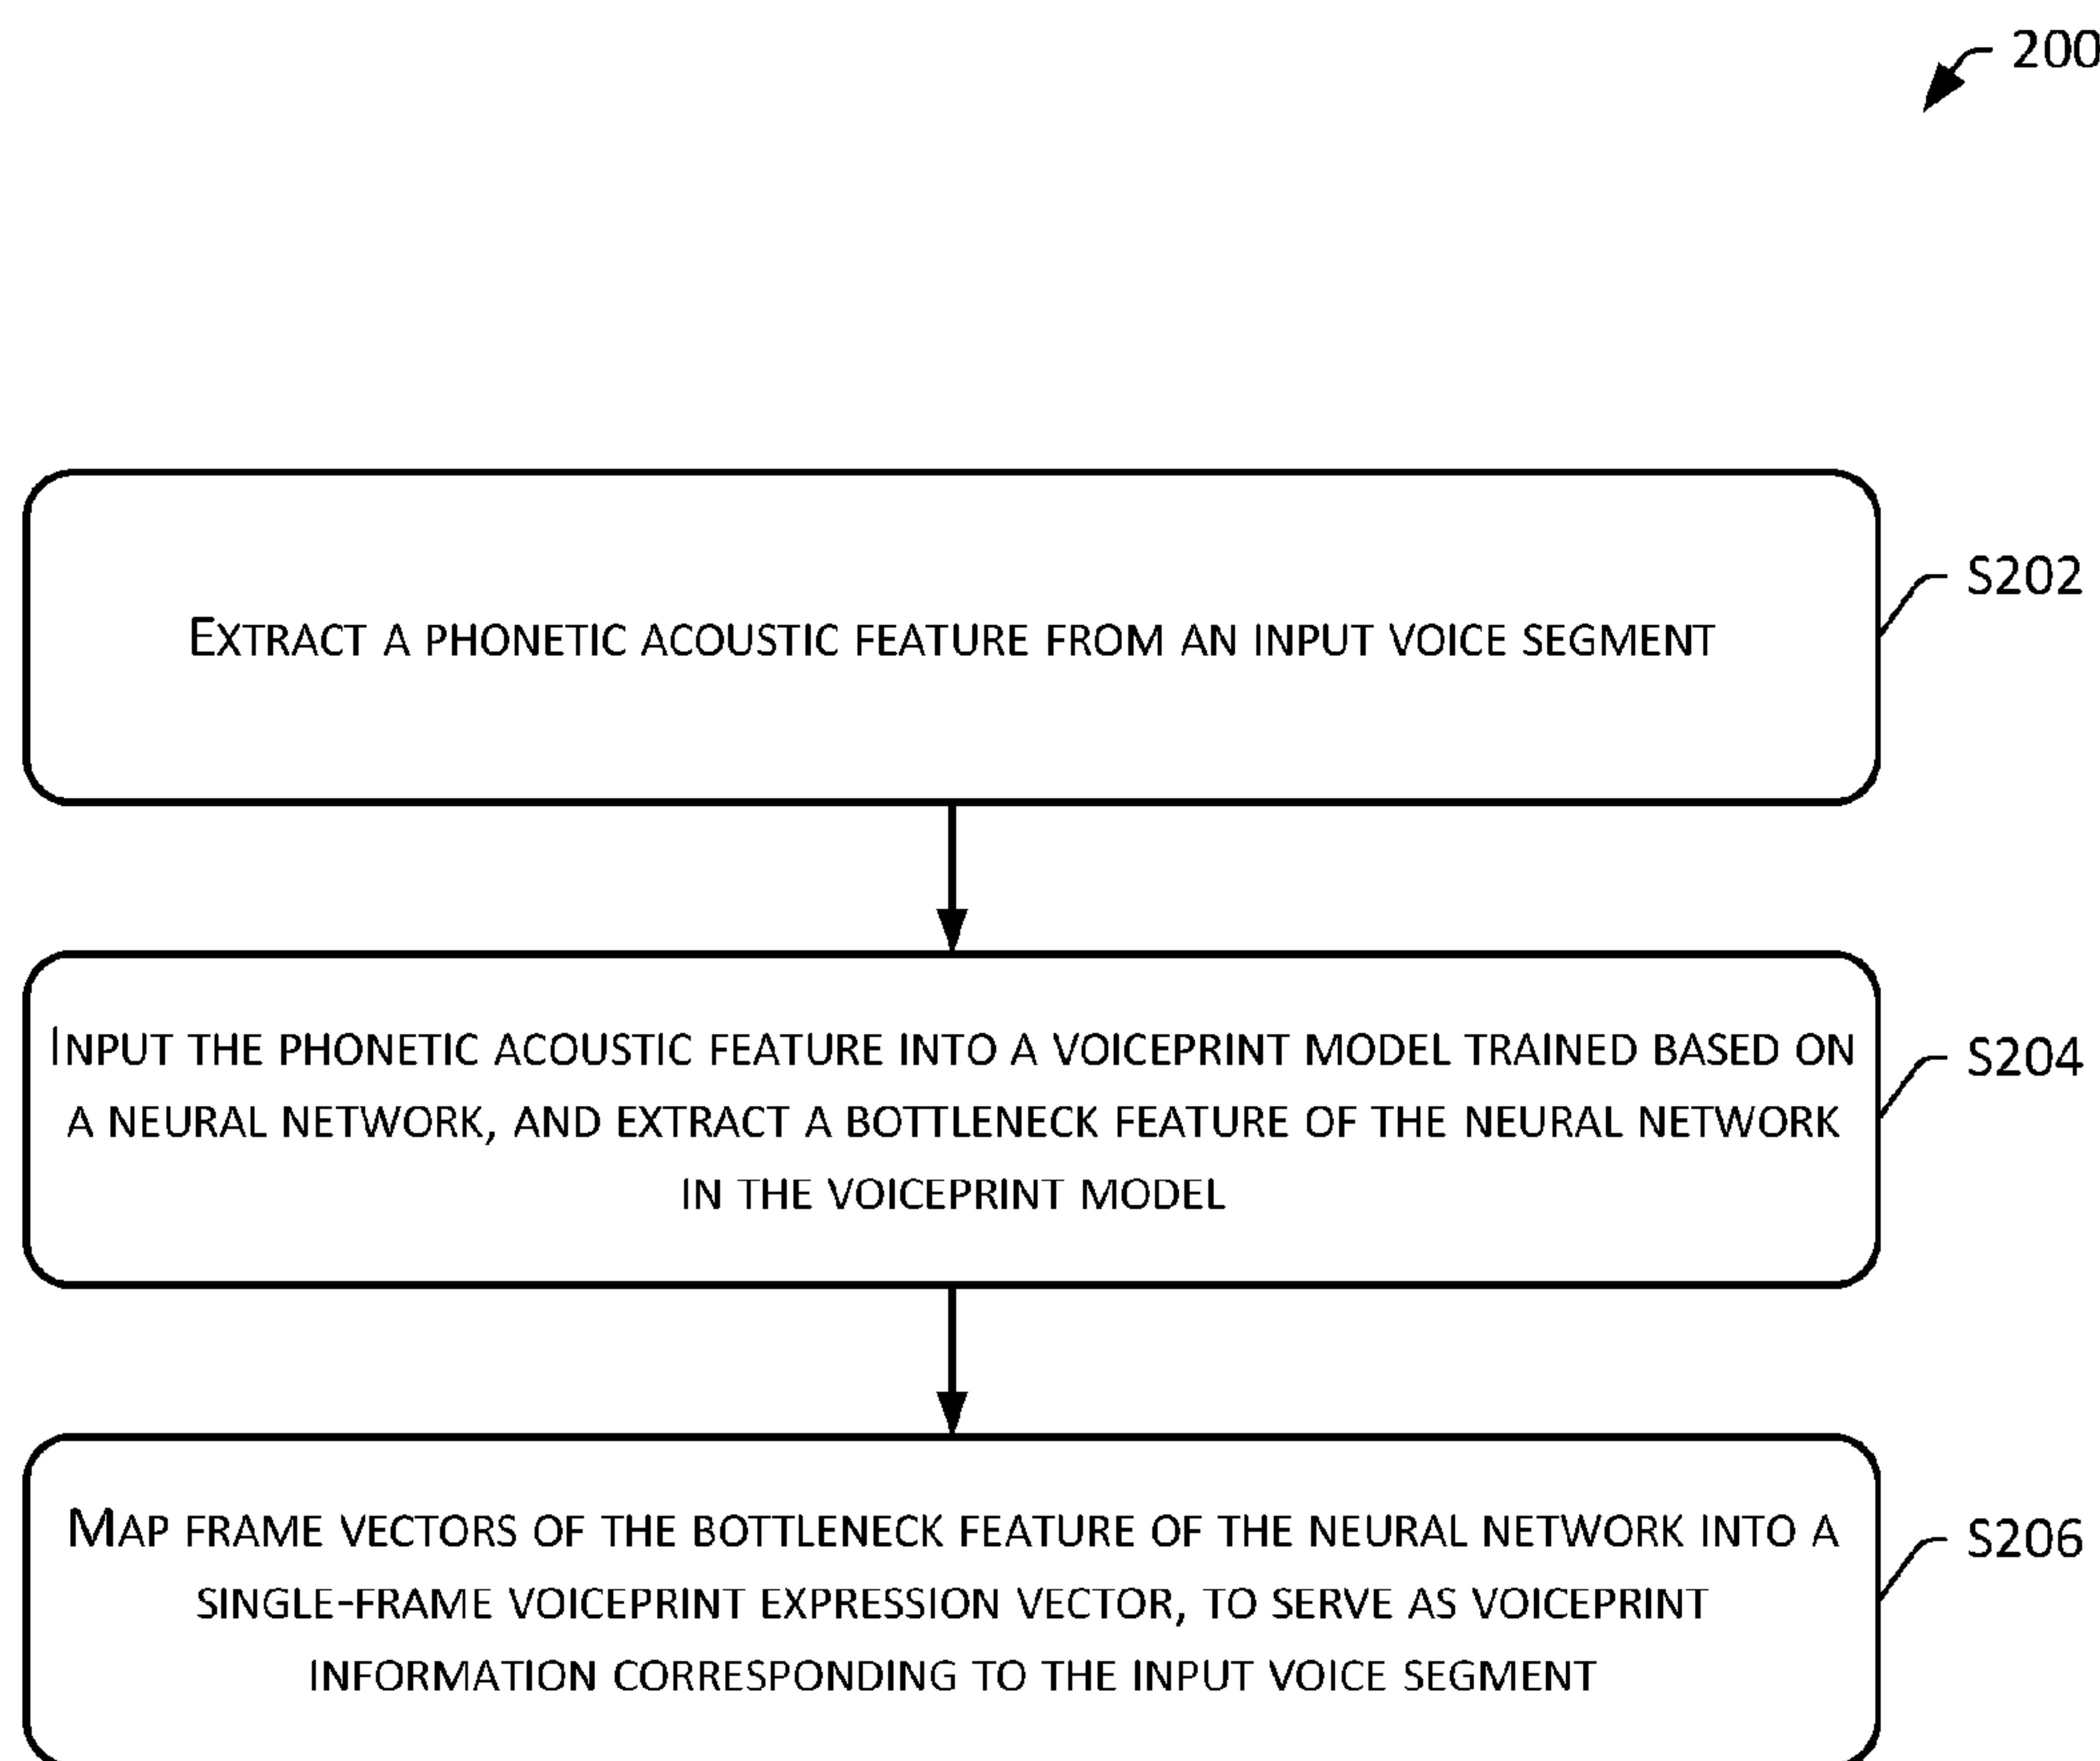 200
EXTRACT A PHONETIC ACOUSTIC FEATURE FROM AN INPUT VOICE SEGMENT
S202
INPUT THE PHONETIC ACOUSTIC FEATURE INTO A VOICEPRINT MODEL TRAINED BASED ON
A NEURAL NETWORK, AND EXTRACT A BOTTLENECK FEATURE OF THE NEURAL NETWORK
IN THE VOICEPRINT MODEL
S204
MAP FRAME VECTORS OF THE BOTTLENECK FEATURE OF THE NEURAL NETWORK INTO A
SINGLE-FRAME VOICEPRINT EXPRESSION VECTOR, TO SERVE AS VOICEPRINT
INFORMATION CORRESPONDING TO THE INPUT VOICE SEGMENT
S206